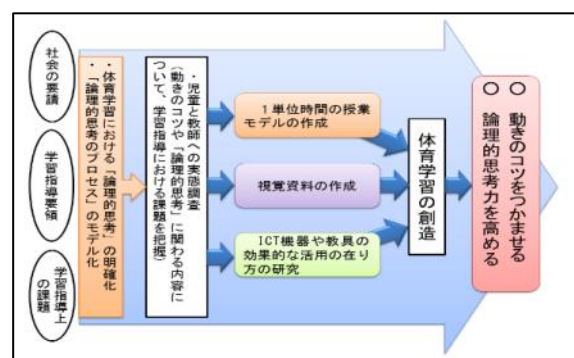 社会の要請
学習指導要領
学習指導上
の課題
・体育学習における「論理的思考」の明確化
・「論理的思考のプロセス」のモデル化
・児童と教師への実態調査
（動きのコツや「論理的思考」に関わる内容に
ついて、学習指導における課題を把握）
１単位時間の授業
モデルの作成
視覚資料の作成
ICT機器や教具の
効果的な活用の在り
方の研究
体育学習の創造
○ 動きのコツをつかませる
○ 論理的思考力を高める